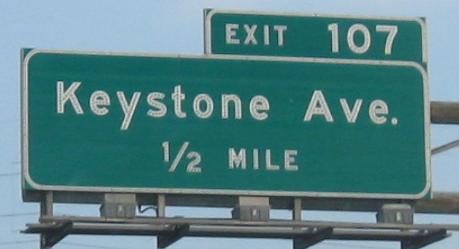 EXIT 107
Keystone Ave.
1/2 MILE